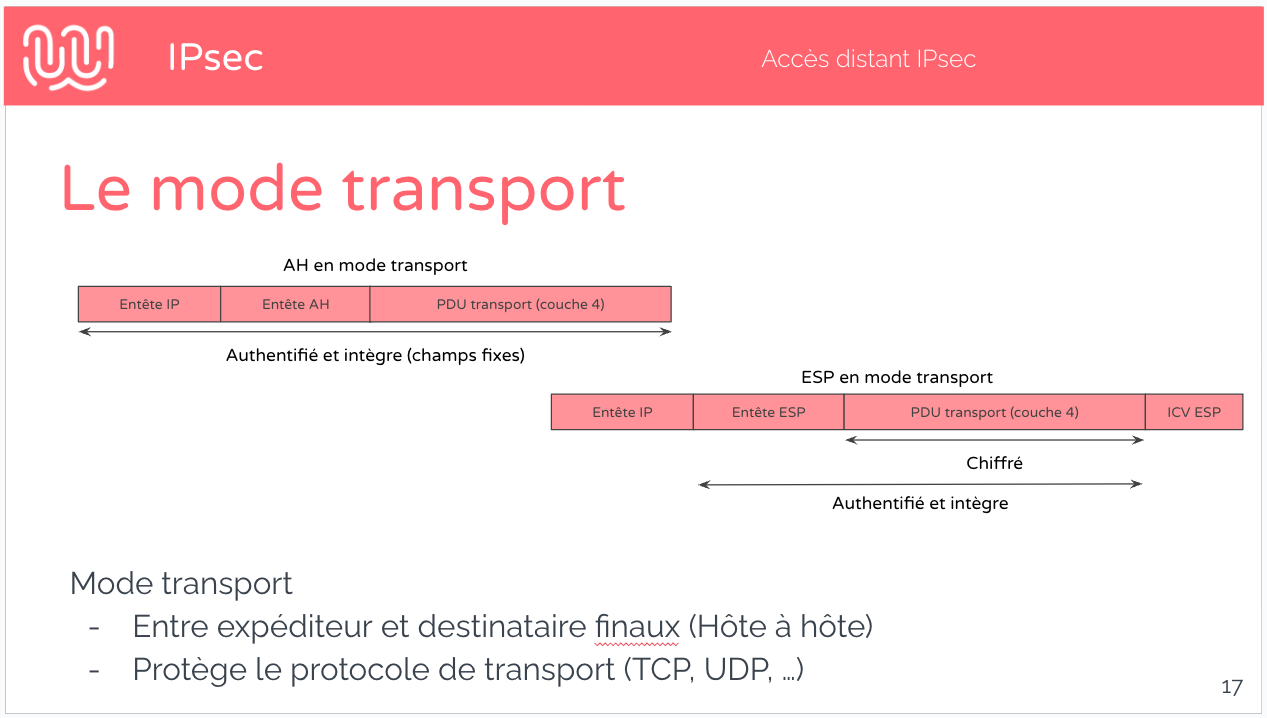 IPsec
Accès distant IPsec
Le mode transport
AH en mode transport
Entête IP
Entête AH
PDU transport (couche 4)
Authentifié et intègre (champs fixes)
ESP en mode transport
Entête IP
Entête ESP
PDU transport (couche 4)
ICV ESP
Chiffré
Authentifié et intègre
Mode transport
- Entre expéditeur et destinataire finaux (Hôte à hôte)
- Protège le protocole de transport (TCP, UDP, ...)
17